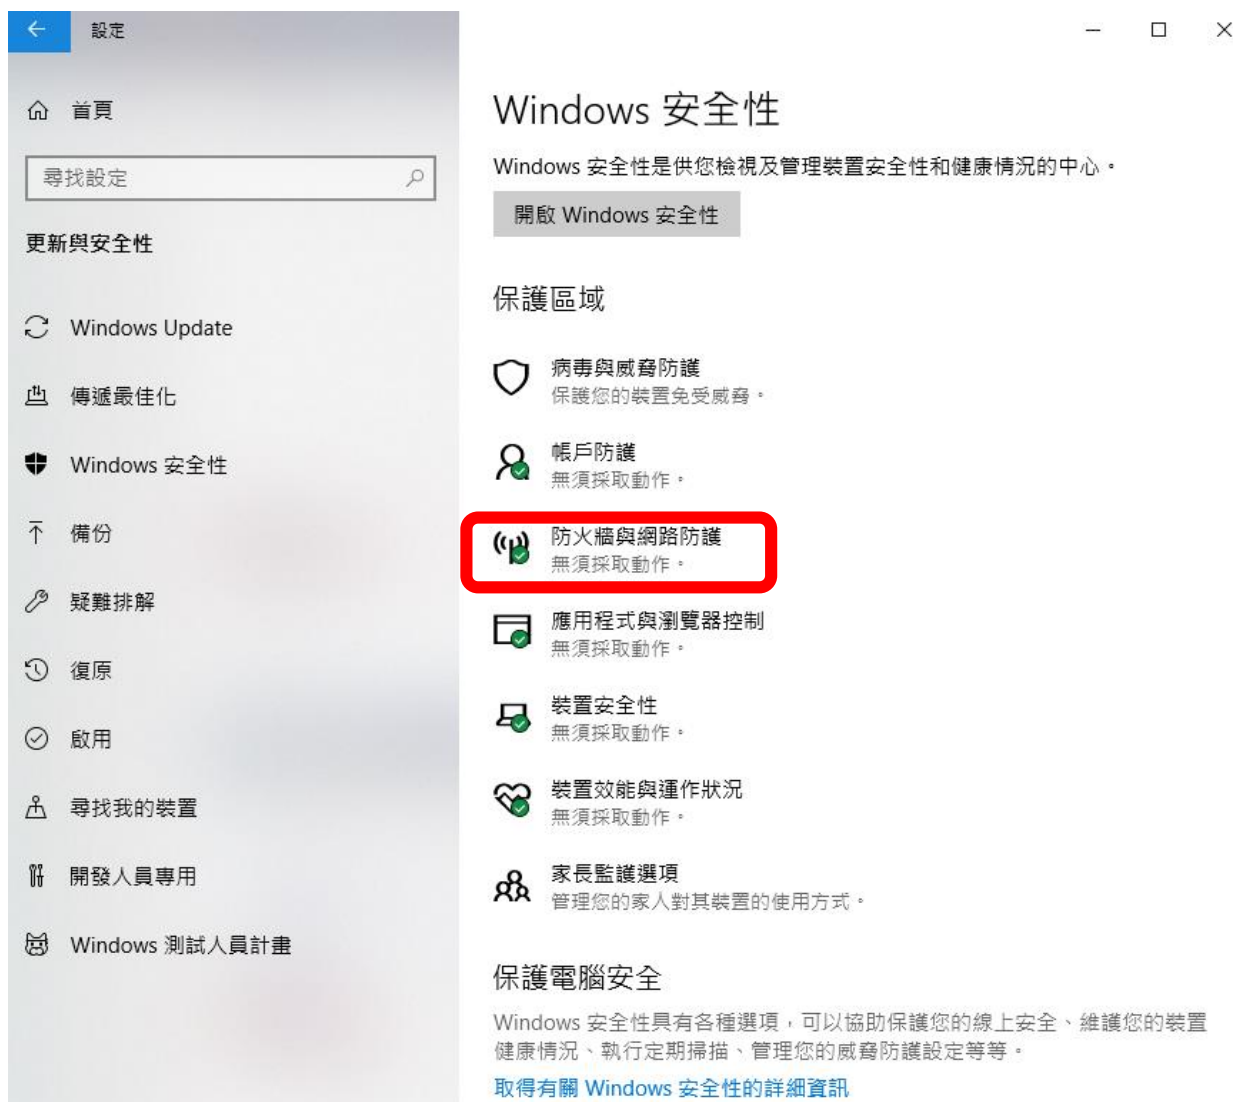 設定
首頁
尋找設定
更新與安全性
Windows Update
傳遞最佳化
Windows 安全性
備份
疑難排解
復原
啟用
尋找我的裝置
開發人員專用
Windows 測試人員計畫
Windows 安全性
Windows 安全性是供您檢視及管理裝置安全性和健康情況的中心。
開啟 Windows 安全性
保護區域
病毒與威脅防護
保護您的裝置免受威脅。
帳戶防護
無須採取動作。
防火牆與網路防護
無須採取動作。
應用程式與瀏覽器控制
無須採取動作。
裝置安全性
無須採取動作。
裝置效能與運作狀況
無須採取動作。
家長監護選項
管理您的家人對其裝置的使用方式。
保護電腦安全
Windows 安全性具有各種選項，可以協助保護您的線上安全、維護您的裝置
健康情況、執行定期掃描、管理您的威脅防護設定等等。
取得有關 Windows 安全性的詳細資訊